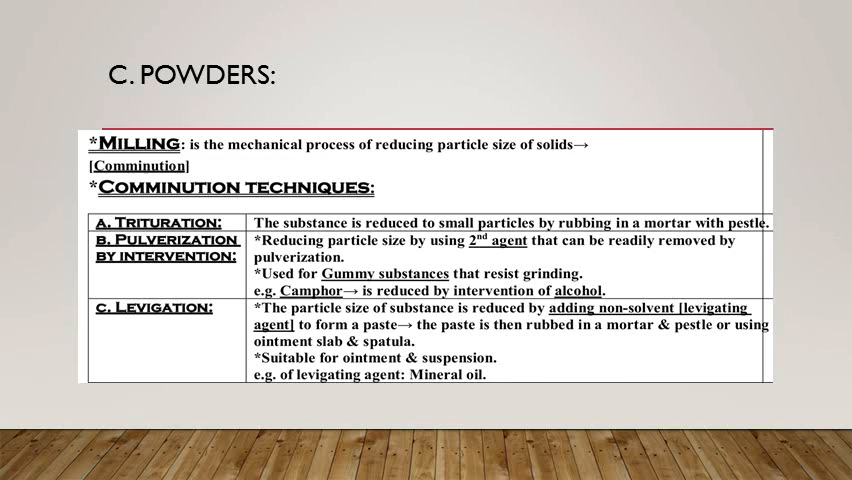 C. POWDERS:
*MILLING: is the mechanical process of reducing particle size of solids→
[Comminution]
*COMMINUTION TECHNIQUES:
a. TRITURATION: The substance is reduced to small particles by rubbing in a mortar with pestle.
b. PULVERIZATION *Reducing particle size by using 2nd agent that can be readily removed by
BY INTERVENTION: pulverization.
*Used for Gummy substances that resist grinding.
e.g. Camphor→ is reduced by intervention of alcohol.
c. LEVIGATION: *The particle size of substance is reduced by adding non-solvent [levigating
agent] to form a paste→ the paste is then rubbed in a mortar & pestle or using
ointment slab & spatula.
*Suitable for ointment & suspension.
e.g. of levigating agent: Mineral oil.